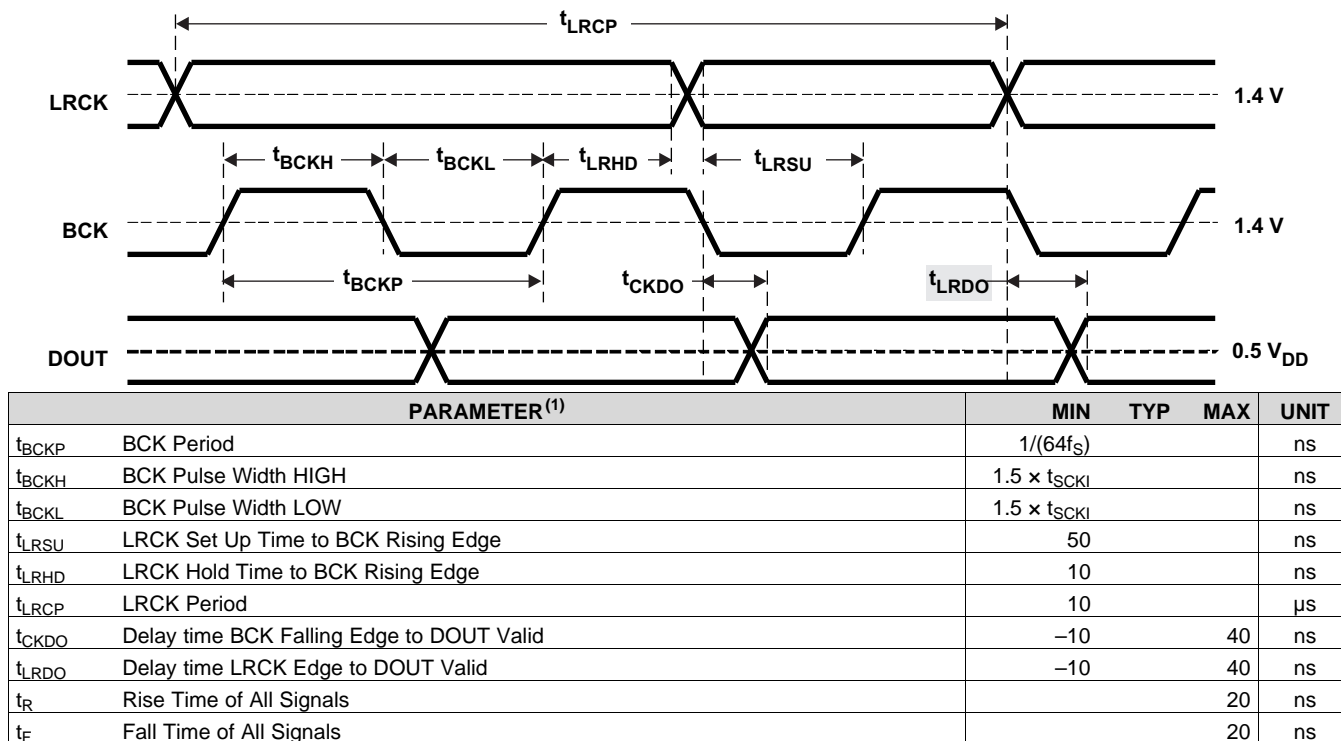 tLRCP
LRCK
1.4 V
tBCKH tBCKL tLRHD tLRSU
BCK
1.4 V
tBCKP tCKDO tLRDO
DOUT
0.5 VDD
PARAMETER(1) MIN TYP MAX UNIT
tBCKP BCK Period 1/(64fS) ns
tBCKH BCK Pulse Width HIGH 1.5 × tSCKI ns
tBCKL BCK Pulse Width LOW 1.5 × tSCKI ns
tLRSU LRCK Set Up Time to BCK Rising Edge 50 ns
tLRHD LRCK Hold Time to BCK Rising Edge 10 ns
tLRCP LRCK Period 10 µs
tCKDO Delay time BCK Falling Edge to DOUT Valid –10 40 ns
tLRDO Delay time LRCK Edge to DOUT Valid –10 40 ns
tR Rise Time of All Signals 20 ns
tF Fall Time of All Signals 20 ns